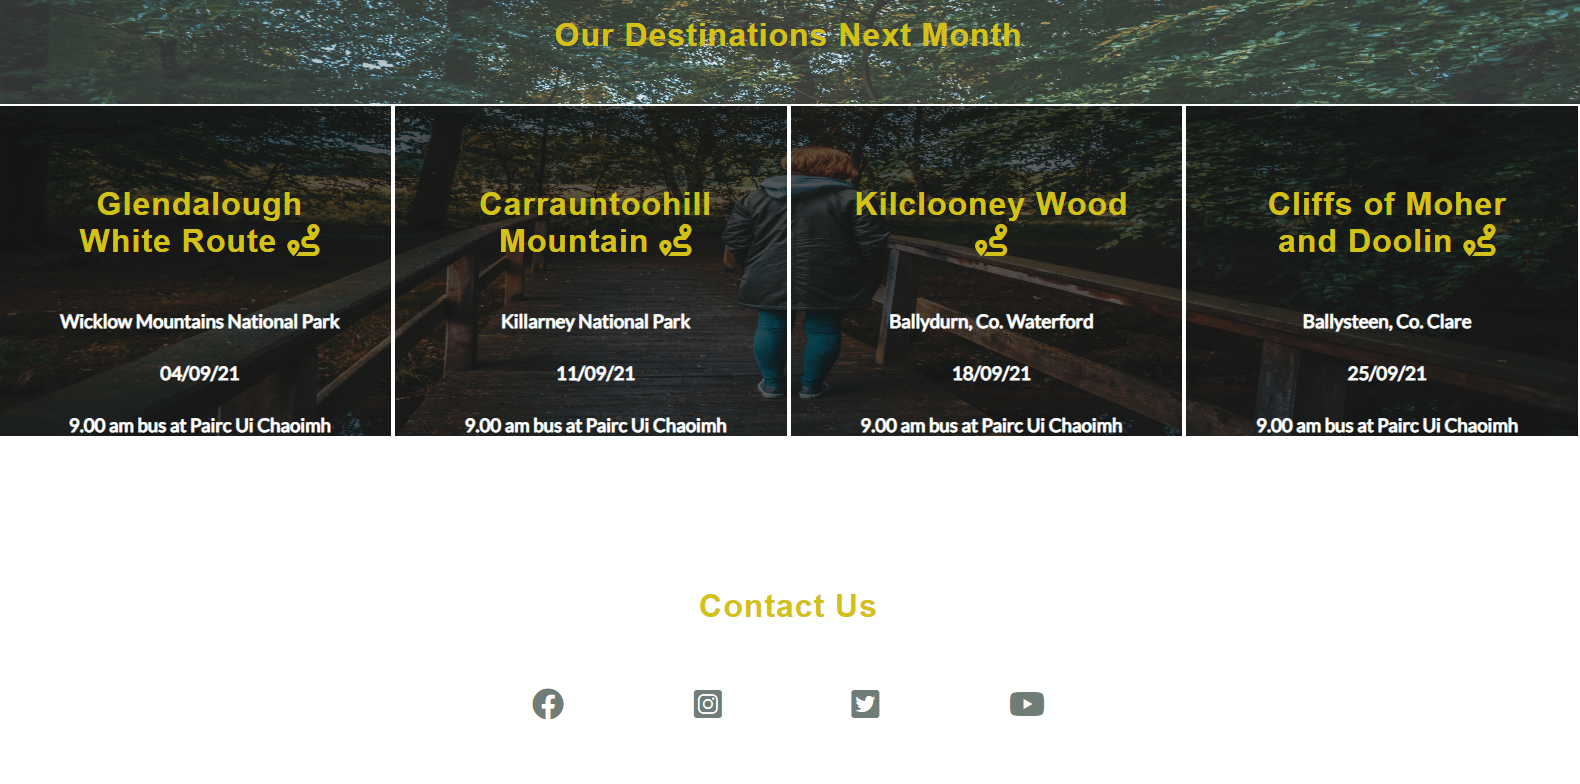 Our Destinations Next Month
Glendalough
White Route
Wicklow Mountains National Park
04/09/21
9.00 am bus at Pairc Ui Chaoimh
Carrauntoohill
Mountain
Killarney National Park
11/09/21
9.00 am bus at Pairc Ui Chaoimh
Kilclooney Wood
Ballydurn, Co. Waterford
18/09/21
9.00 am bus at Pairc Ui Chaoimh
Cliffs of Moher
and Doolin
Ballysteen, Co. Clare
25/09/21
9.00 am bus at Pairc Ui Chaoimh
Contact Us